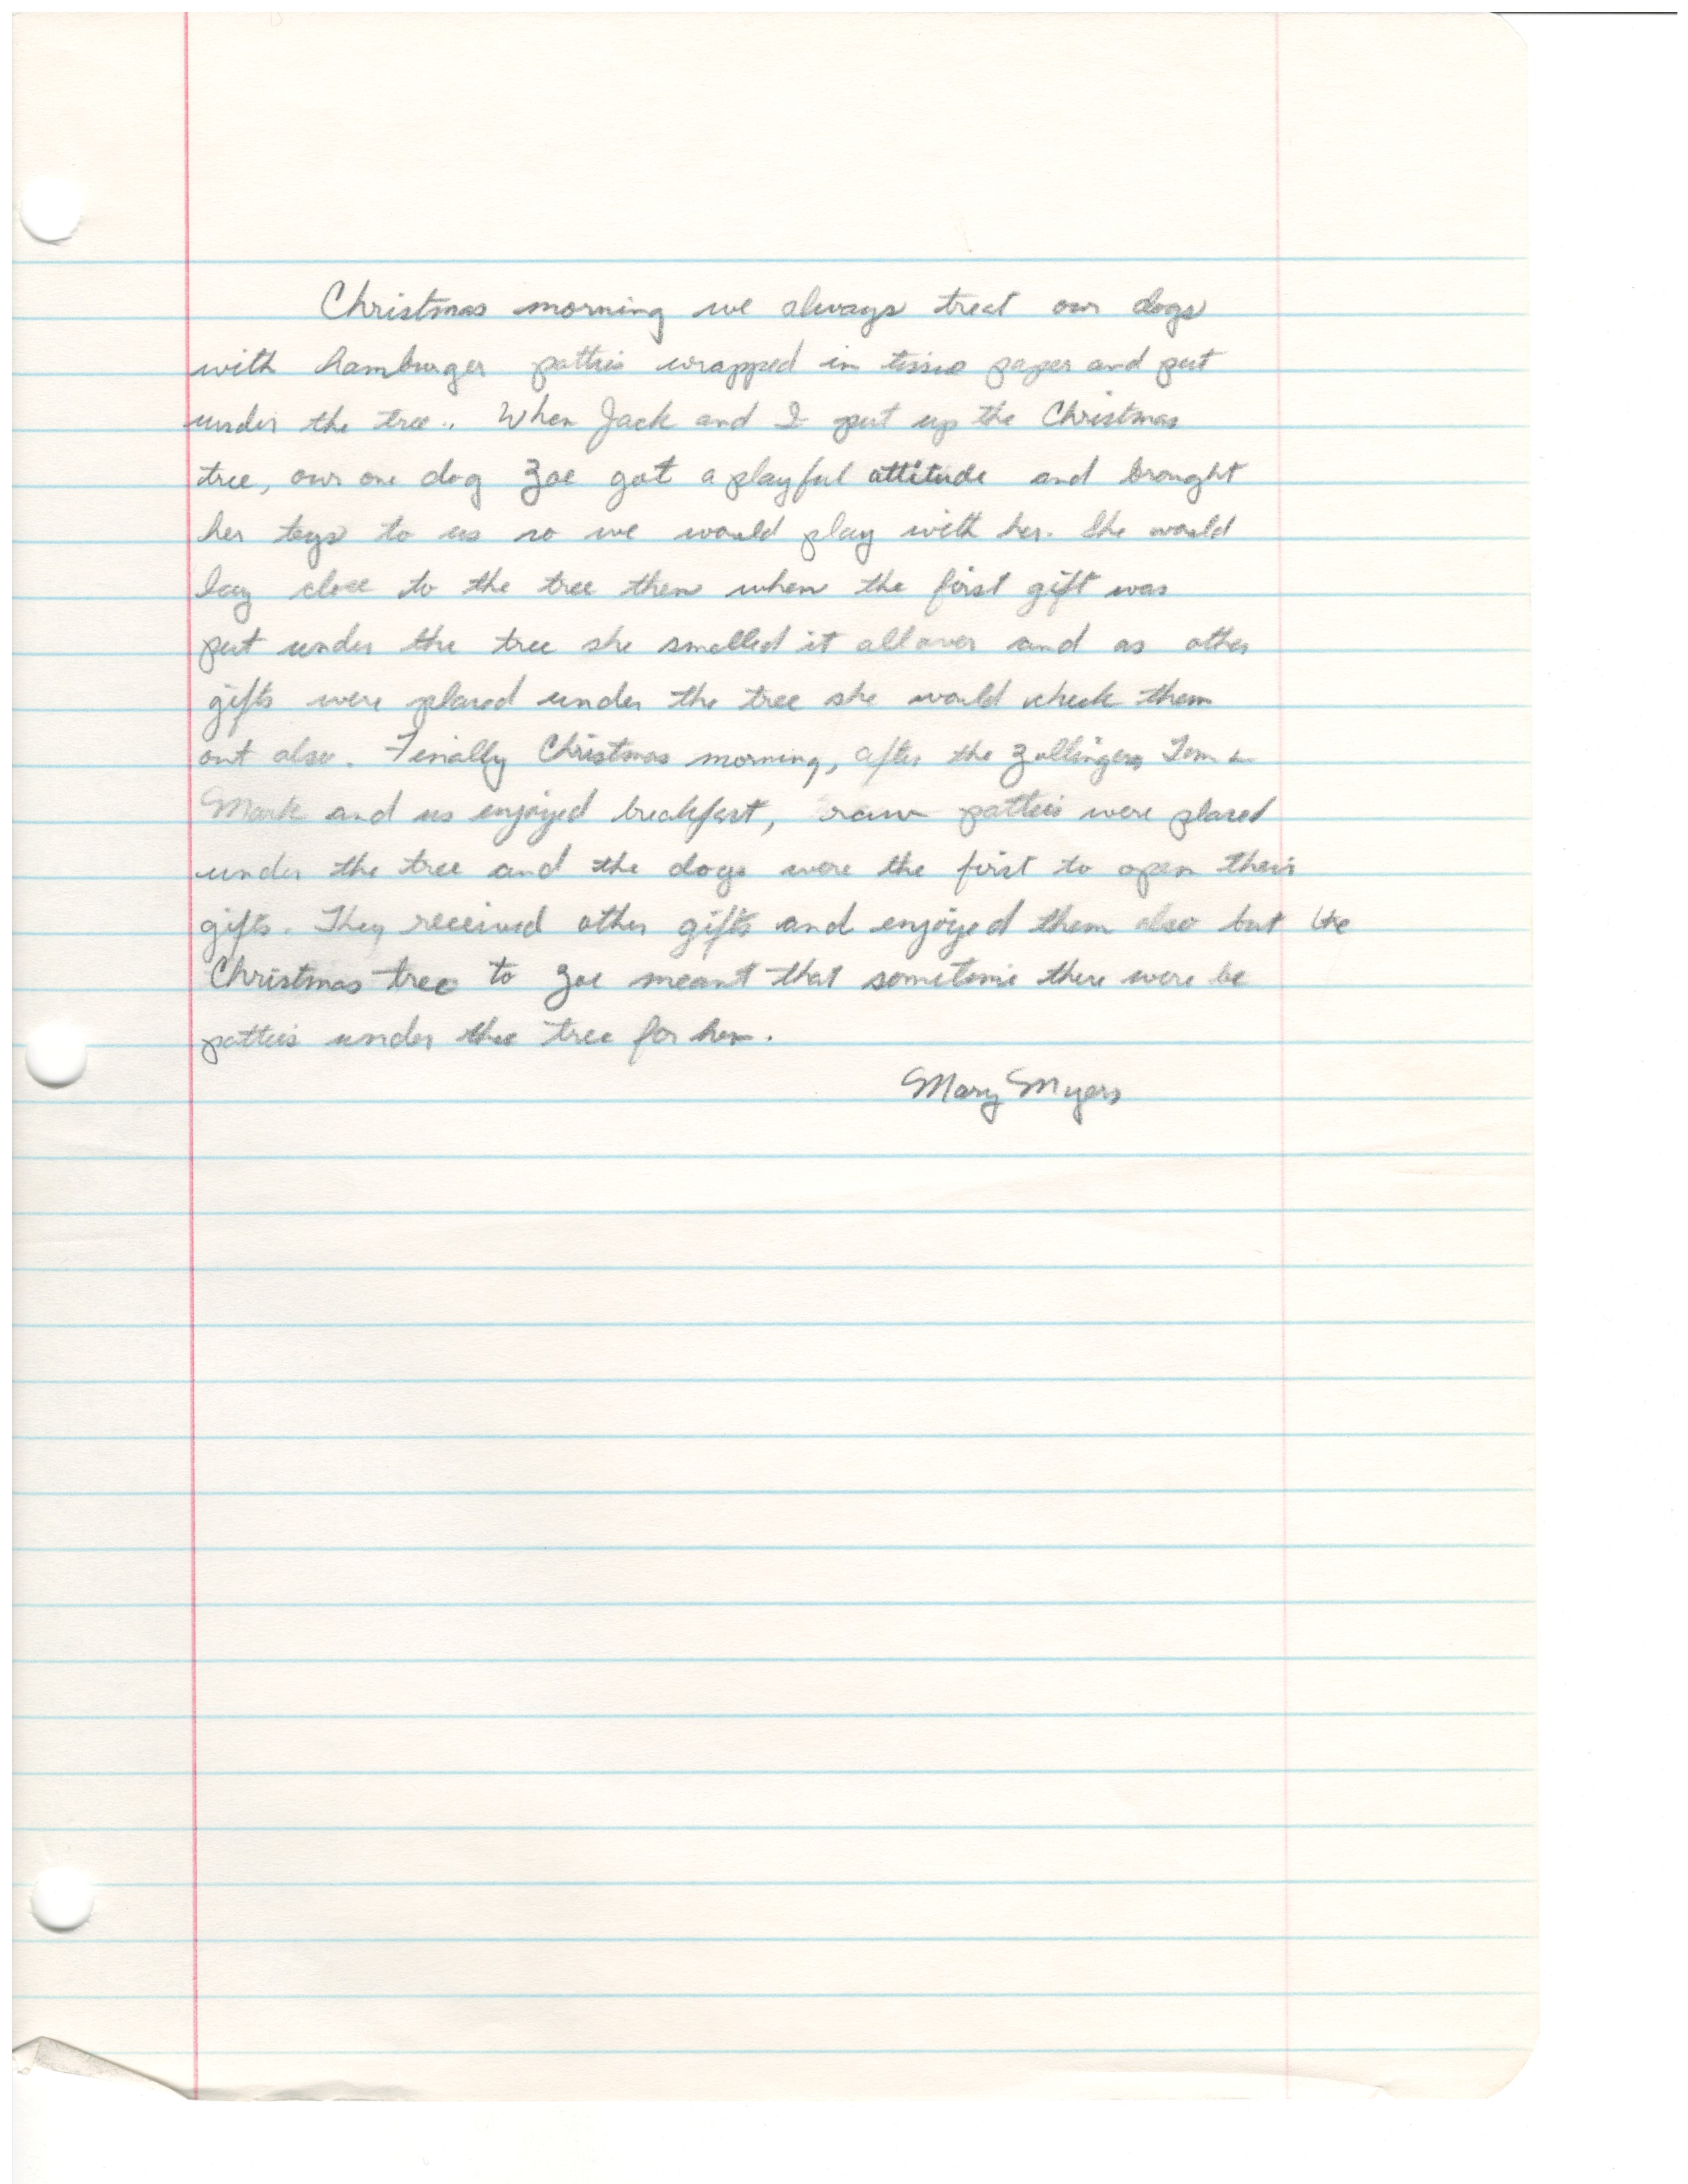 Christmas morning we always treat our dogs
with hamburger patties wrapped in tissue paper and put
under the tree.. When Jack and I put up the Christmas
tree, our one dog Zoe got a playful attitude and brought
her toys to us so we would play with her. She would
lay close to the tree then when the first gift was
put under the tree she smelled it all over and as other
gifts were placed under the tree she would check them
out also. Finally Christmas morning, after the Zollingers Tom &
Mark and us enjoyed breakfast, raw patties were placed
under the tree and the dogs were the first to open their
gifts. They received other gifts and enjoyed them also but the
Christmas tree to Zoe meant that sometime there were be
patties under the tree for her.
Mary Myers